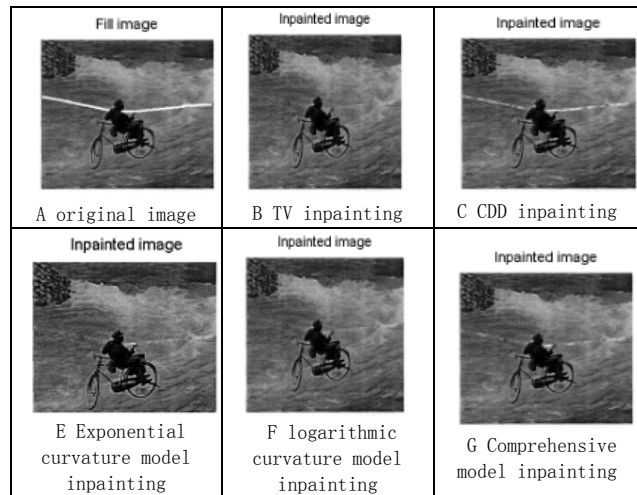 Fill image
Inpainted image
Inpainted image
A original image
B TV inpainting
C CDD inpainting
Inpainted image
Inpainted image
Inpainted image
E Exponential
curvature model
inpainting
F logarithmic
curvature model
inpainting
G Comprehensive
model inpainting